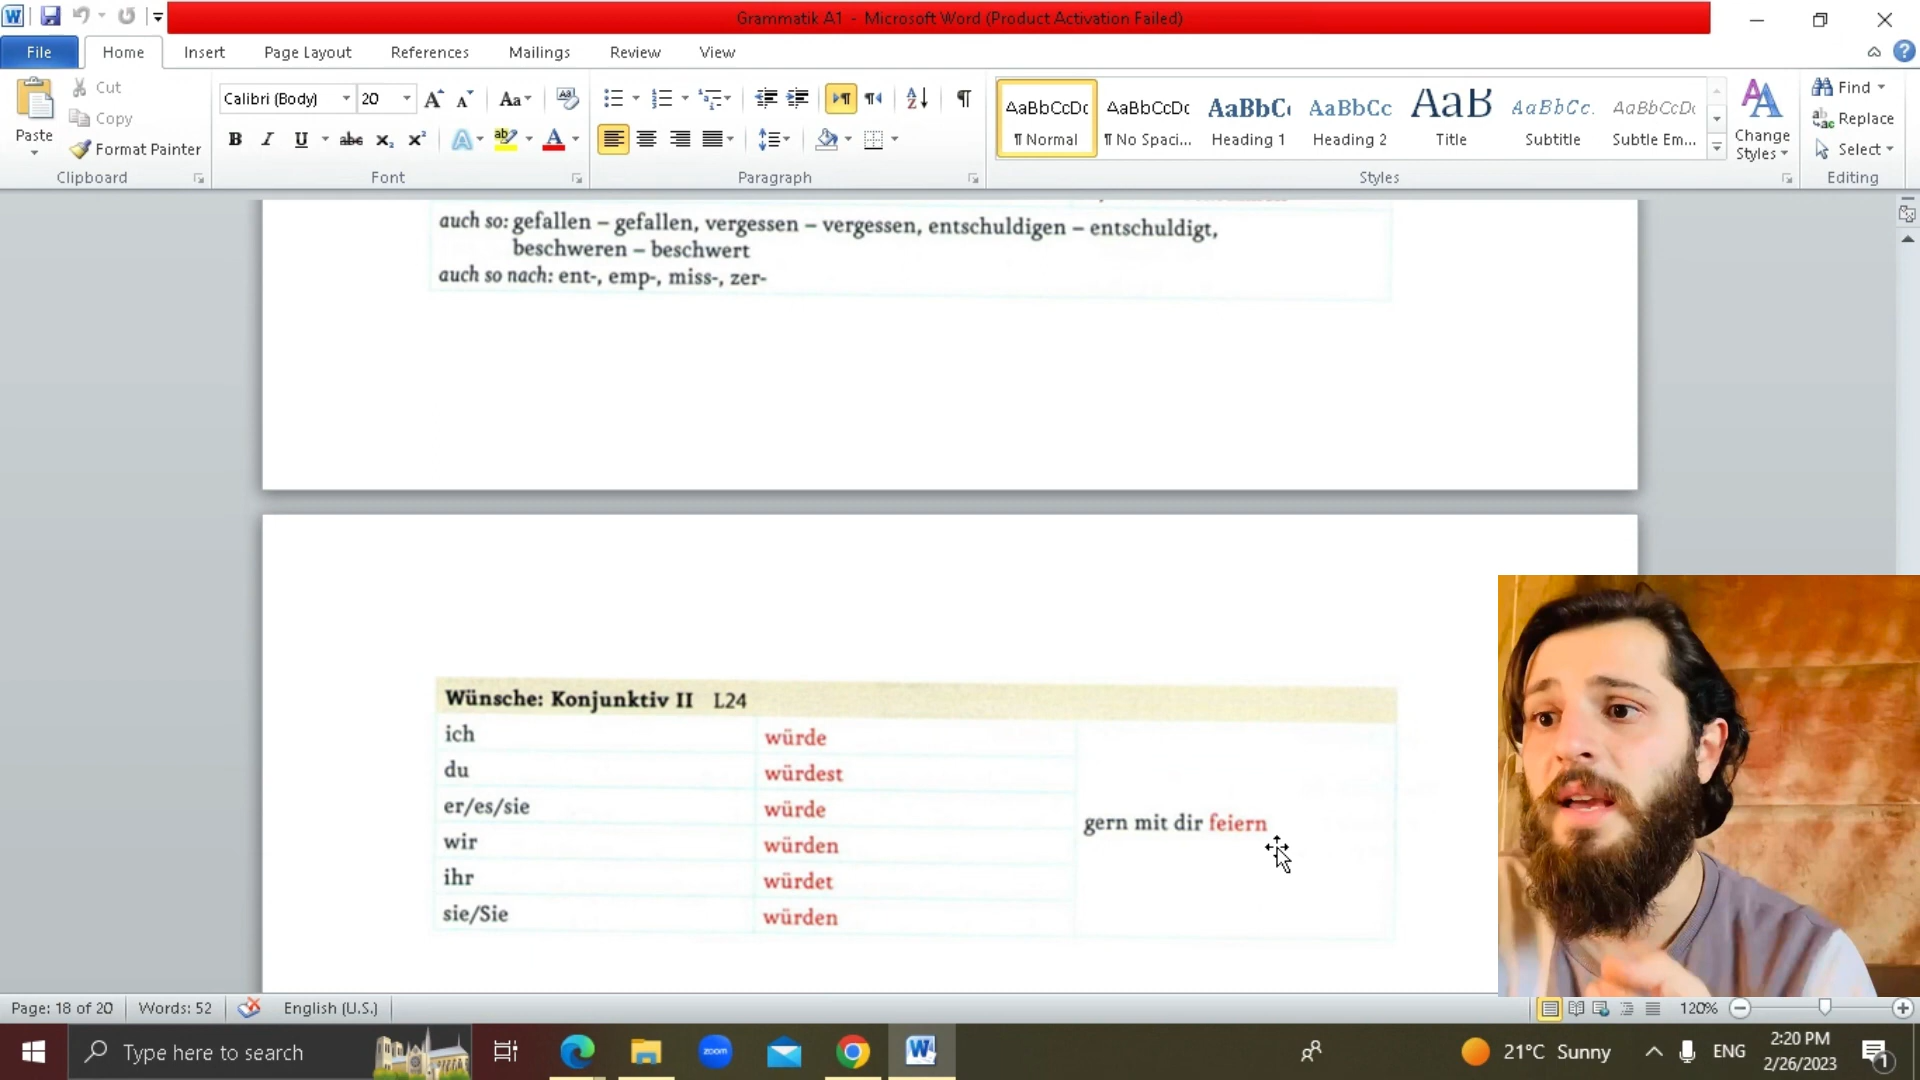 Grammatik A1 - Microsoft Word (Product Activation Failed)
File Home Insert Page Layout References Mailings Review View
Paste
Cut
Copy
Format Painter
Clipboard
Calibri (Body) 20
Font
Paragraph
AaBbCcDc AaBbCcDc AaBbC AaBbCc AaB AaBbCc. AaBbCcDc
¶ Normal ¶ No Spaci... Heading 1 Heading 2 Title Subtitle Subtle Em...
Change Styles
Styles
Find
Replace
Select
Editing
auch so: gefallen – gefallen, vergessen – vergessen, entschuldigen – entschuldigt,
beschweren – beschwert
auch so nach: ent-, emp-, miss-, zer-
Wünsche: Konjunktiv II L24
ich würde
du würdest
er/es/sie würde
wir würden
ihr würdet
sie/Sie würden
gern mit dir feiern
Page: 18 of 20 Words: 52 English (U.S.) 120%
Type here to search
zoom
21°C Sunny
ENG
2:20 PM
2/26/2023
1